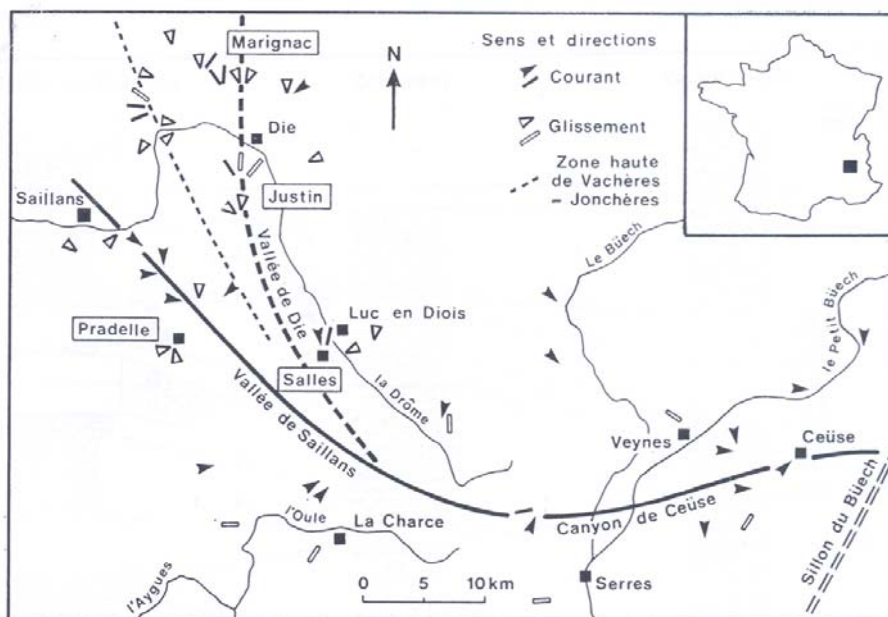 Marignac
N
Sens et directions
Courant
Glissement
Zone haute
de Vachères
- Jonchères
Die
Saillans
Justin
Vallée de Die
Le Büech
le Petit Büech
Pradelle
Luc en Diois
Salles
la Drôme
Vallée de Saillans
Veynes
Ceüse
Canyon de Ceüse
Sillon du Büech
l'Oule
La Charce
Serres
l'Aygues
0 5 10 km